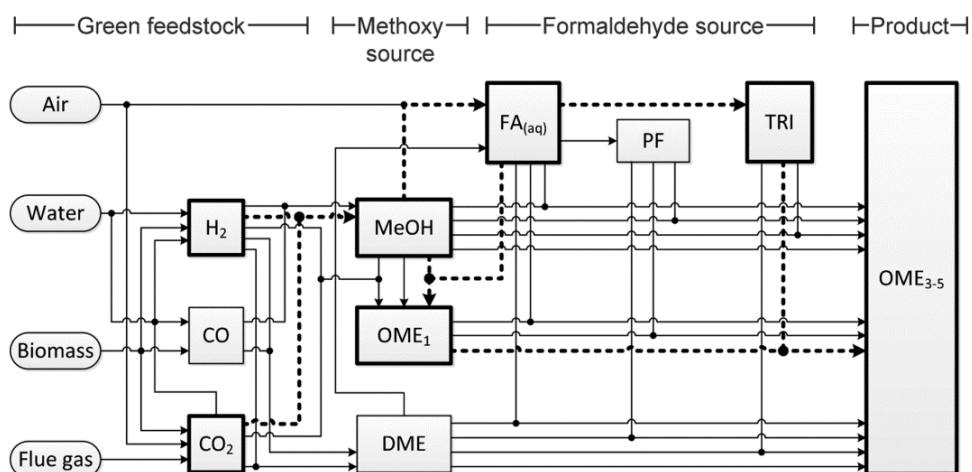 Green feedstock
Methoxy
source
Formaldehyde source
Product
Air
FA(aq)
PF
TRI
Water
H₂
MeOH
OME₃₋₅
CO
OME₁
Biomass
CO₂
DME
Flue gas